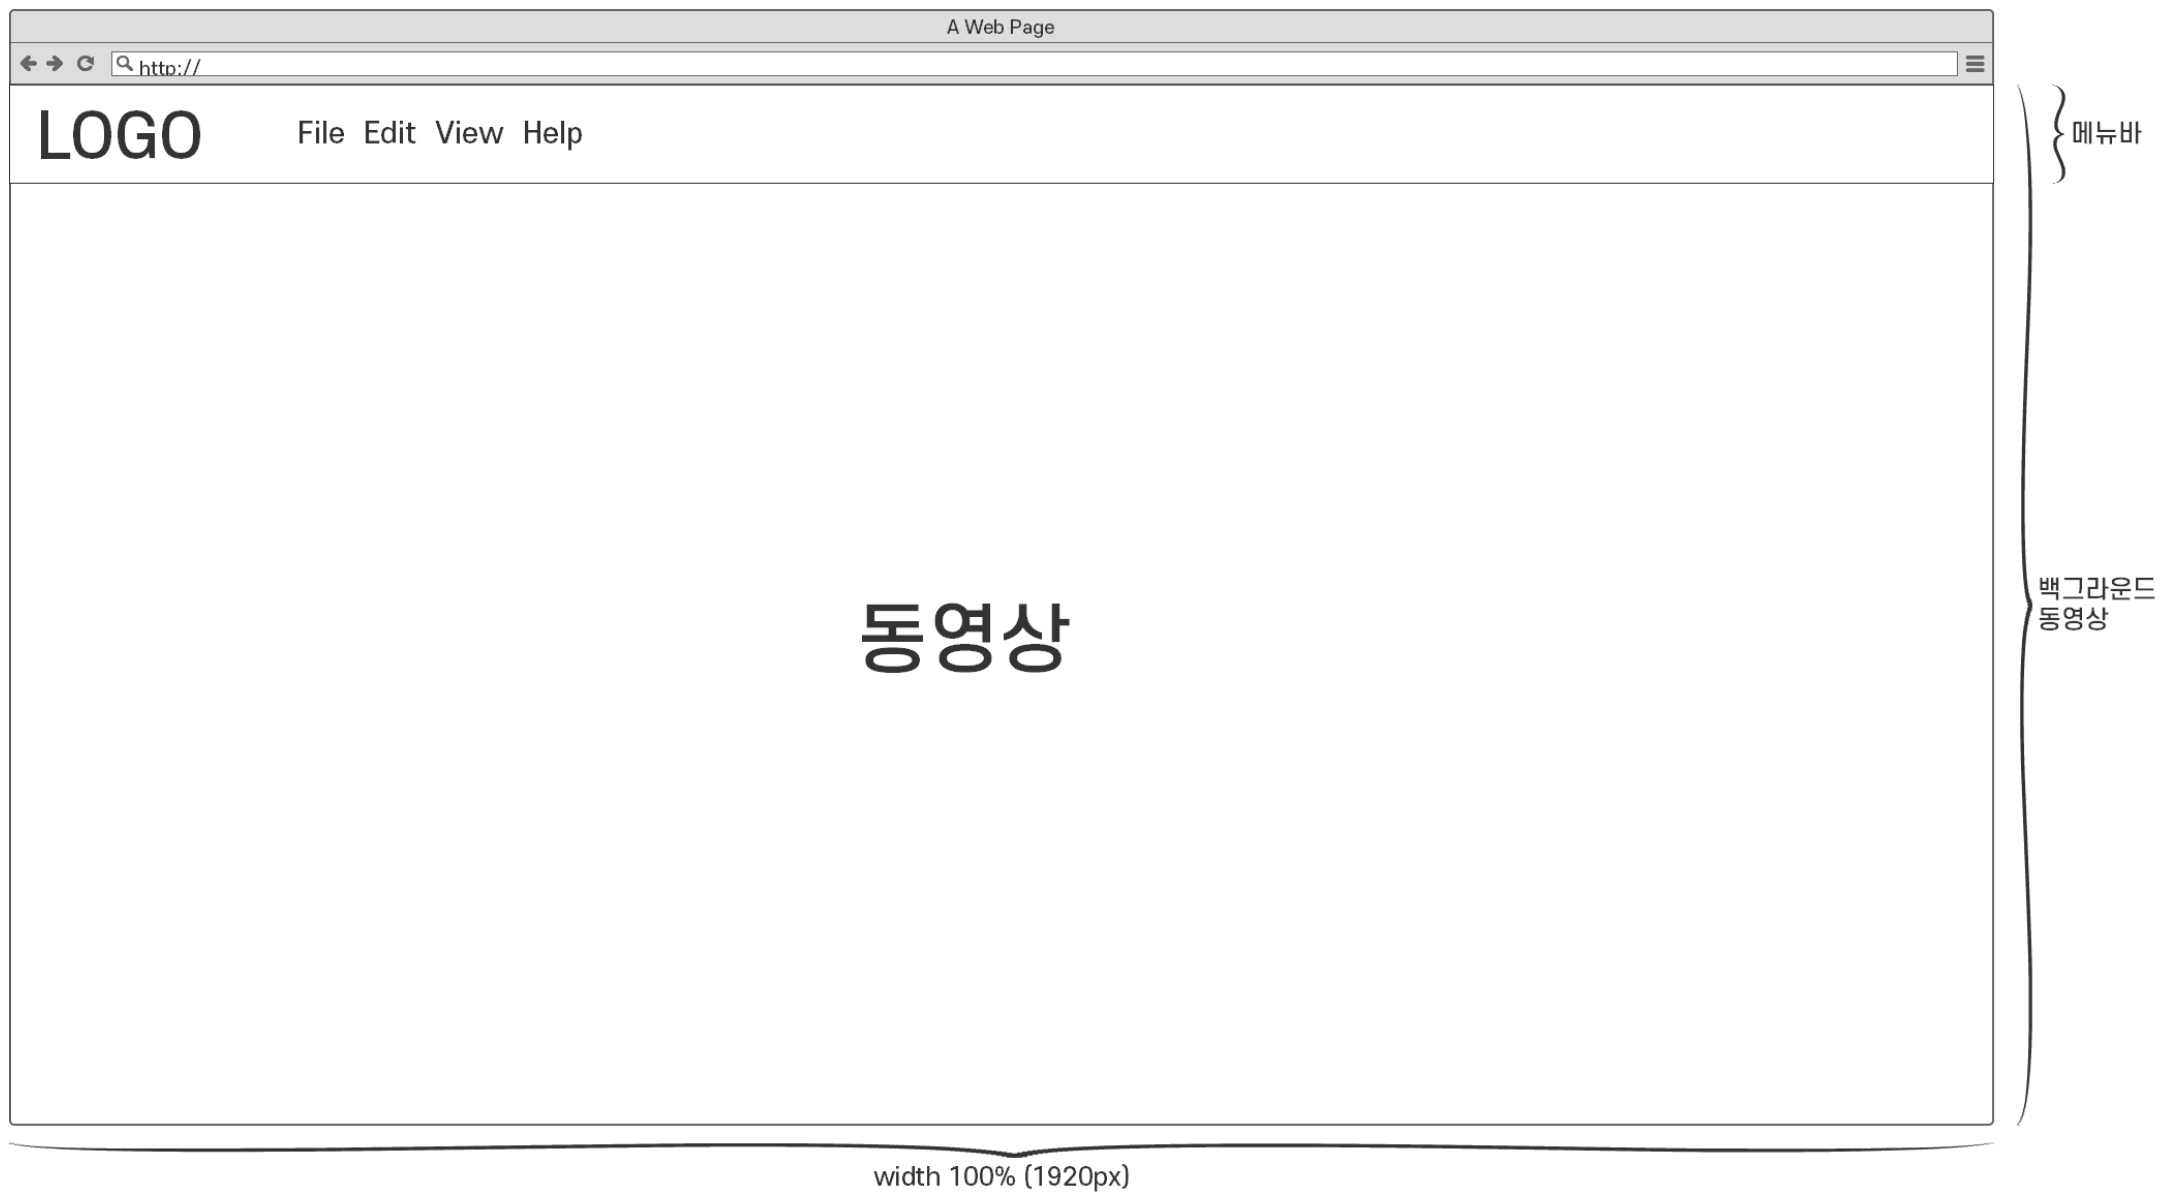 A Web Page
http://
LOGO
File Edit View Help
메뉴바
백그라운드
동영상
동영상
width 100% (1920px)